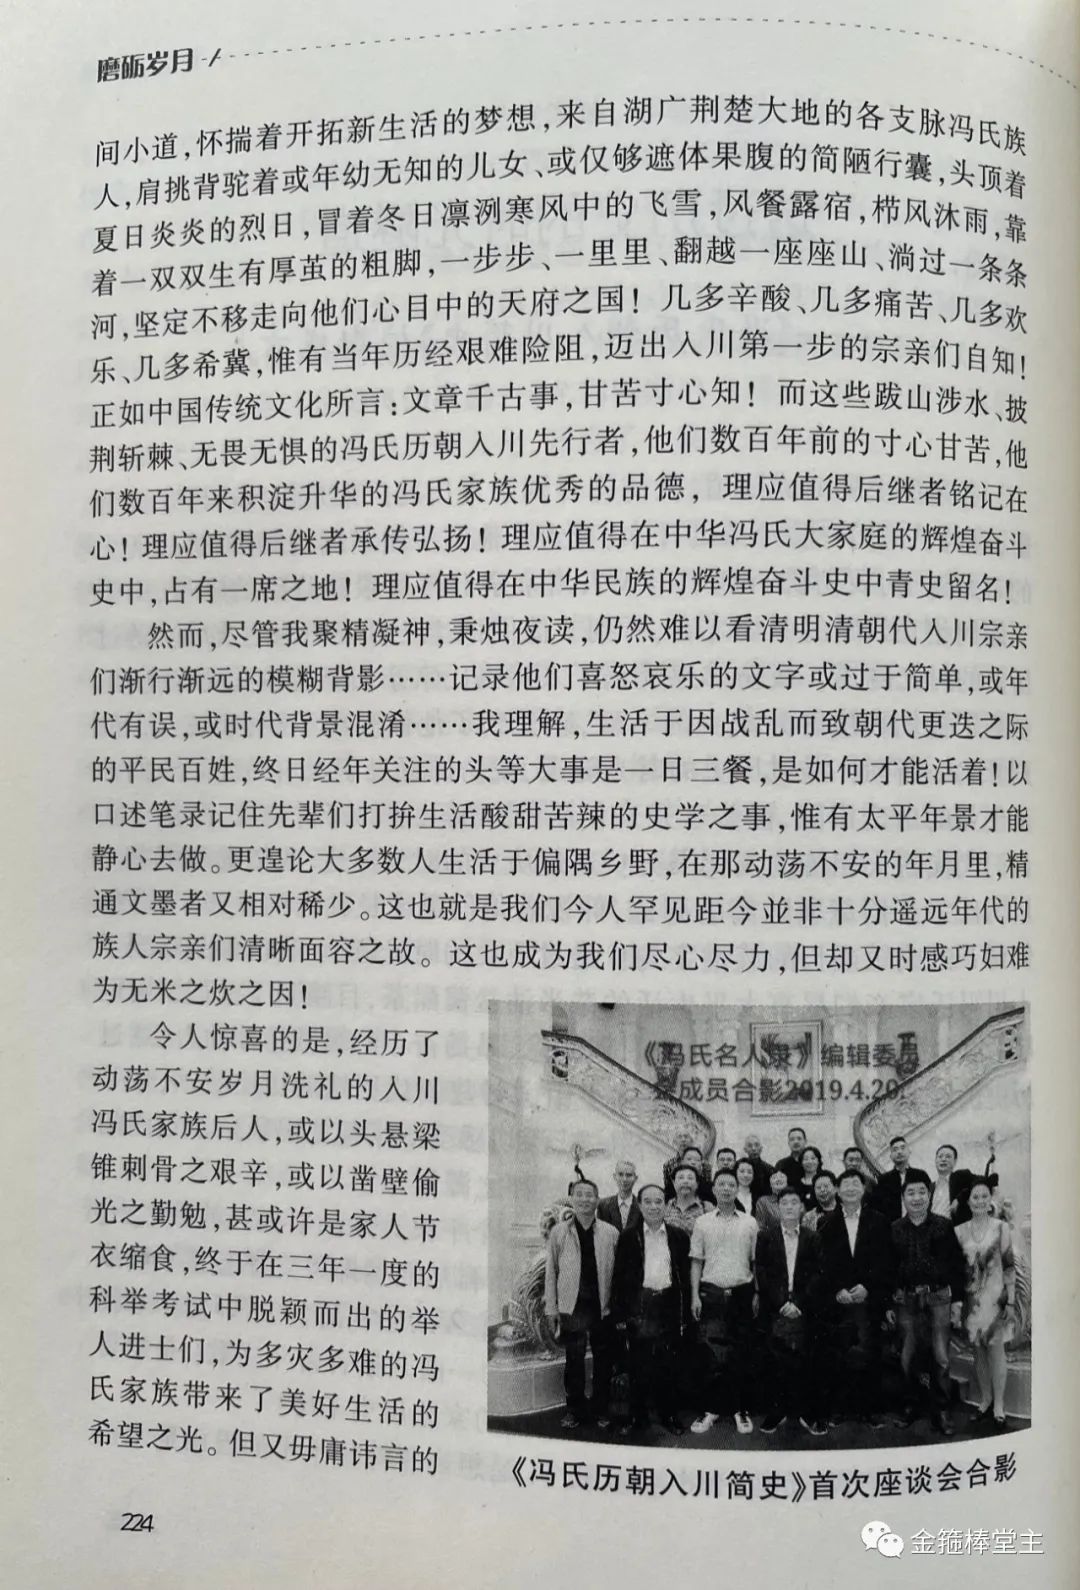 磨砺岁月
间小道,怀揣着开拓新生活的梦想,来自湖广荆楚大地的各支脉冯氏族
人,肩挑背驼着或年幼无知的儿女、或仅够遮体果腹的简陋行囊,头顶着
夏日炎炎的烈日,冒着冬日凛冽寒风中的飞雪,风餐露宿,栉风沐雨,靠
着一双双生有厚茧的粗脚,一步步、一里里、翻越一座座山、淌过一条条
河,坚定不移走向他们心目中的天府之国!几多辛酸、几多痛苦、几多欢
乐、几多希冀,惟有当年历经艰难险阻,迈出入川第一步的宗亲们自知!
正如中国传统文化所言:文章千古事,甘苦寸心知!而这些跋山涉水、披
荆斩棘、无畏无惧的冯氏历朝入川先行者,他们数百年前的寸心甘苦,他
们数百年来积淀升华的冯氏家族优秀的品德,理应值得后继者铭记在
心!理应值得后继者承传弘扬!理应值得在中华冯氏大家庭的辉煌奋斗
史中,占有一席之地!理应值得在中华民族的辉煌奋斗史中青史留名!
然而,尽管我聚精凝神,秉烛夜读,仍然难以看清明清朝代入川宗亲
们渐行渐远的模糊背影……记录他们喜怒哀乐的文字或过于简单,或年
代有误,或时代背景混淆……我理解,生活于因战乱而致朝代更迭之际
的平民百姓,终日经年关注的头等大事是一日三餐,是如何才能活着!以
口述笔录记住先辈们打拚生活酸甜苦辣的史学之事,惟有太平年景才能
静心去做。更遑论大多数人生活于偏隅乡野,在那动荡不安的年月里,精
通文墨者又相对稀少。这也就是我们今人罕见距今並非十分遥远年代的
族人宗亲们清晰面容之故。这也成为我们尽心尽力,但却又时感巧妇难
为无米之炊之因!
令人惊喜的是,经历了
动荡不安岁月洗礼的入川
冯氏家族后人,或以头悬梁
锥刺骨之艰辛,或以凿壁偷
光之勤勉,甚或许是家人节
衣缩食,终于在三年一度的
科举考试中脱颖而出的举
人进士们,为多灾多难的冯
氏家族带来了美好生活的
希望之光。但又毋庸讳言的
《冯氏名人录》编辑委员
会成员合影2019.4.20
《冯氏历朝入川简史》首次座谈会合影
224
金箍棒堂主